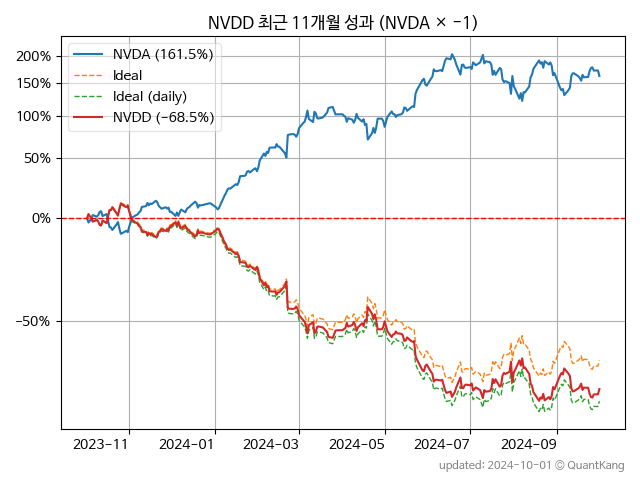 NVDD 최근 11개월 성과 (NVDA × −1)
NVDA (161.5%)
Ideal
Ideal (daily)
NVDD (−68.5%)
200%
150%
100%
50%
0%
−50%
2023-11
2024-01
2024-03
2024-05
2024-07
2024-09
updated: 2024-10-01 © QuantKang